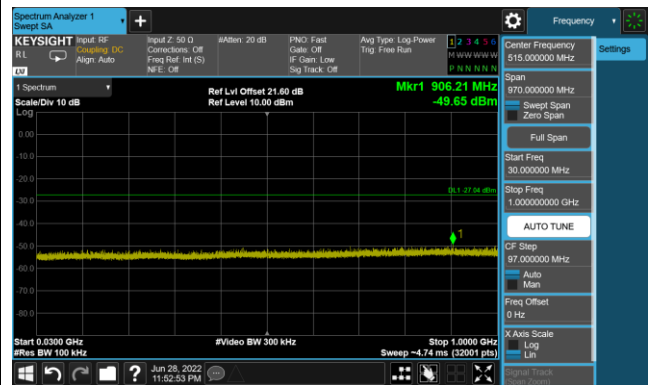 Spectrum Analyzer 1
Swept SA
Frequency
KEYSIGHT
RL
Input: RF
Coupling: DC
Align: Auto
Input Z: 50 Ω
Corrections: Off
Freq Ref: Int (S)
NFE: Off
#Atten: 20 dB
PNO: Fast
Gate: Off
IF Gain: Low
Sig Track: Off
Avg Type: Log-Power
Trig: Free Run
1 2 3 4 5 6
M W W W W W
P N N N N N
1 Spectrum
Scale/Div 10 dB
Log
Ref Lvl Offset 21.60 dB
Ref Level 10.00 dBm
Mkr1 906.21 MHz
-49.65 dBm
0.00
-10.0
-20.0
-30.0
-40.0
-50.0
-60.0
-70.0
-80.0
DL1 -27.04 dBm
1
Start 0.0300 GHz
#Res BW 100 kHz
#Video BW 300 kHz
Stop 1.0000 GHz
Sweep ~4.74 ms (32001 pts)
Center Frequency
515.000000 MHz
Span
970.000000 MHz
Swept Span
Zero Span
Full Span
Start Freq
30.000000 MHz
Stop Freq
1.000000000 GHz
AUTO TUNE
CF Step
97.000000 MHz
Auto
Man
Freq Offset
0 Hz
X Axis Scale
Log
Lin
Signal Track
(Span Zoom)
Settings
?
Jun 28, 2022
11:52:53 PM